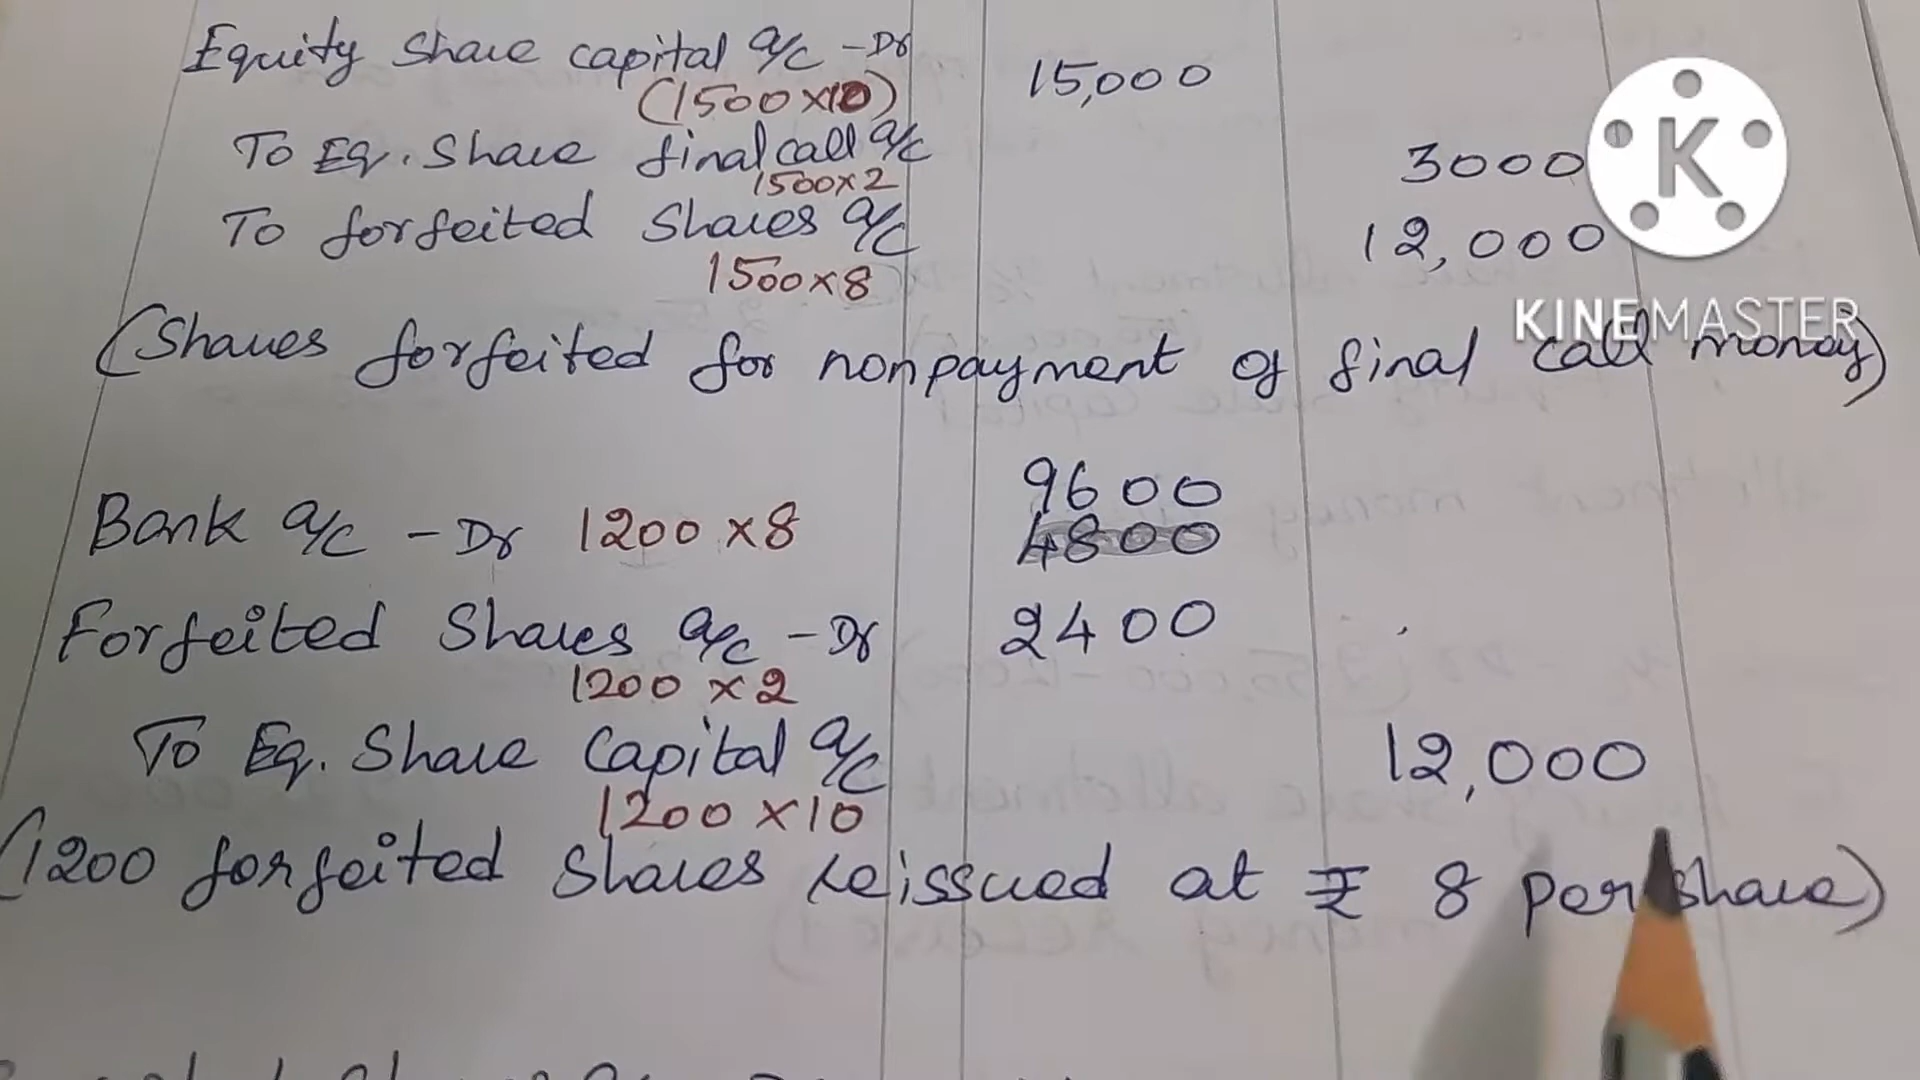 Equity Share capital a/c - Dr 15,000
(1500×10)
To Eq. Share final call a/c 3000
1500×2
To forfeited Shares a/c 12,000
1500×8
K
KINEMASTER
(Shares forfeited for nonpayment of final call money)
9600
Bank a/c - Dr 1200 × 8 4800
Forfeited Shares a/c - Dr 2400
1200 × 2
To Eq. Share Capital a/c 12,000
1200 × 10
(1200 forfeited Shares reissued at ₹ 8 per share)